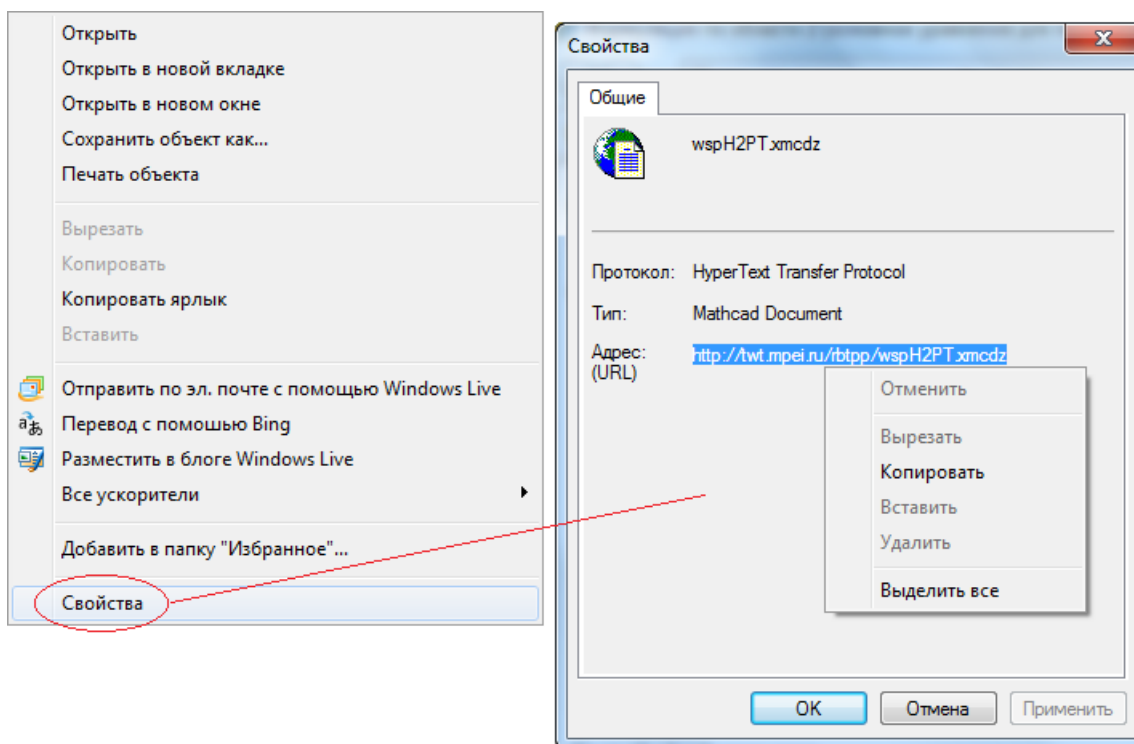 Открыть
Открыть в новой вкладке
Открыть в новом окне
Сохранить объект как...
Печать объекта
Вырезать
Копировать
Копировать ярлык
Вставить
Отправить по эл. почте с помощью Windows Live
Перевод с помошью Bing
Разместить в блоге Windows Live
Все ускорители
Добавить в папку "Избранное"...
Свойства
Свойства
Общие
wspH2PT.xmcdz
Протокол: HyperText Transfer Protocol
Тип: Mathcad Document
Адрес: http://twt.mpei.ru/rbtpp/wspH2PT.xmcdz
(URL)
Отменить
Вырезать
Копировать
Вставить
Удалить
Выделить все
OK Отмена Применить